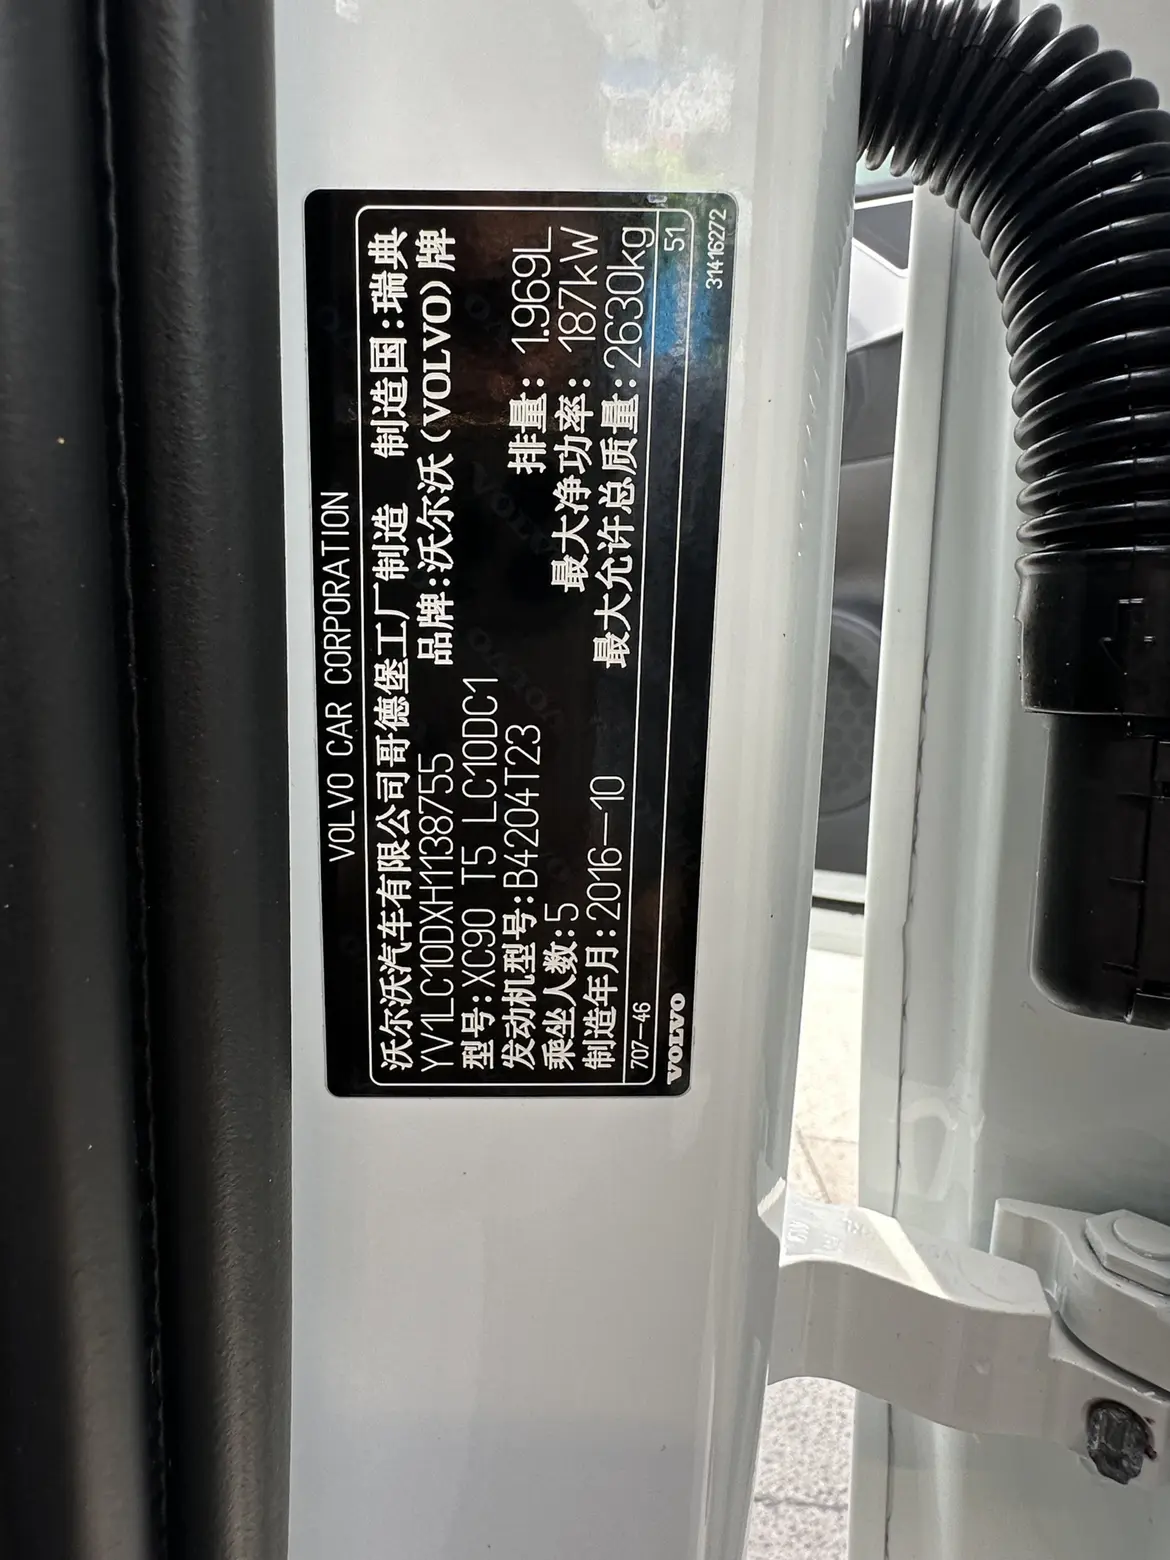 VOLVO CAR CORPORATION
沃尔沃汽车有限公司哥德堡工厂制造 制造国:瑞典
YV1LC10DXH1138755 品牌:沃尔沃(VOLVO)牌
型号:XC90 T5 LC10DC1
发动机型号:B4204T23 排量: 1.969L
乘坐人数:5 最大净功率: 187kW
制造年月:2016-10 最大允许总质量:2630kg
707-46 51
VOLVO 31416272